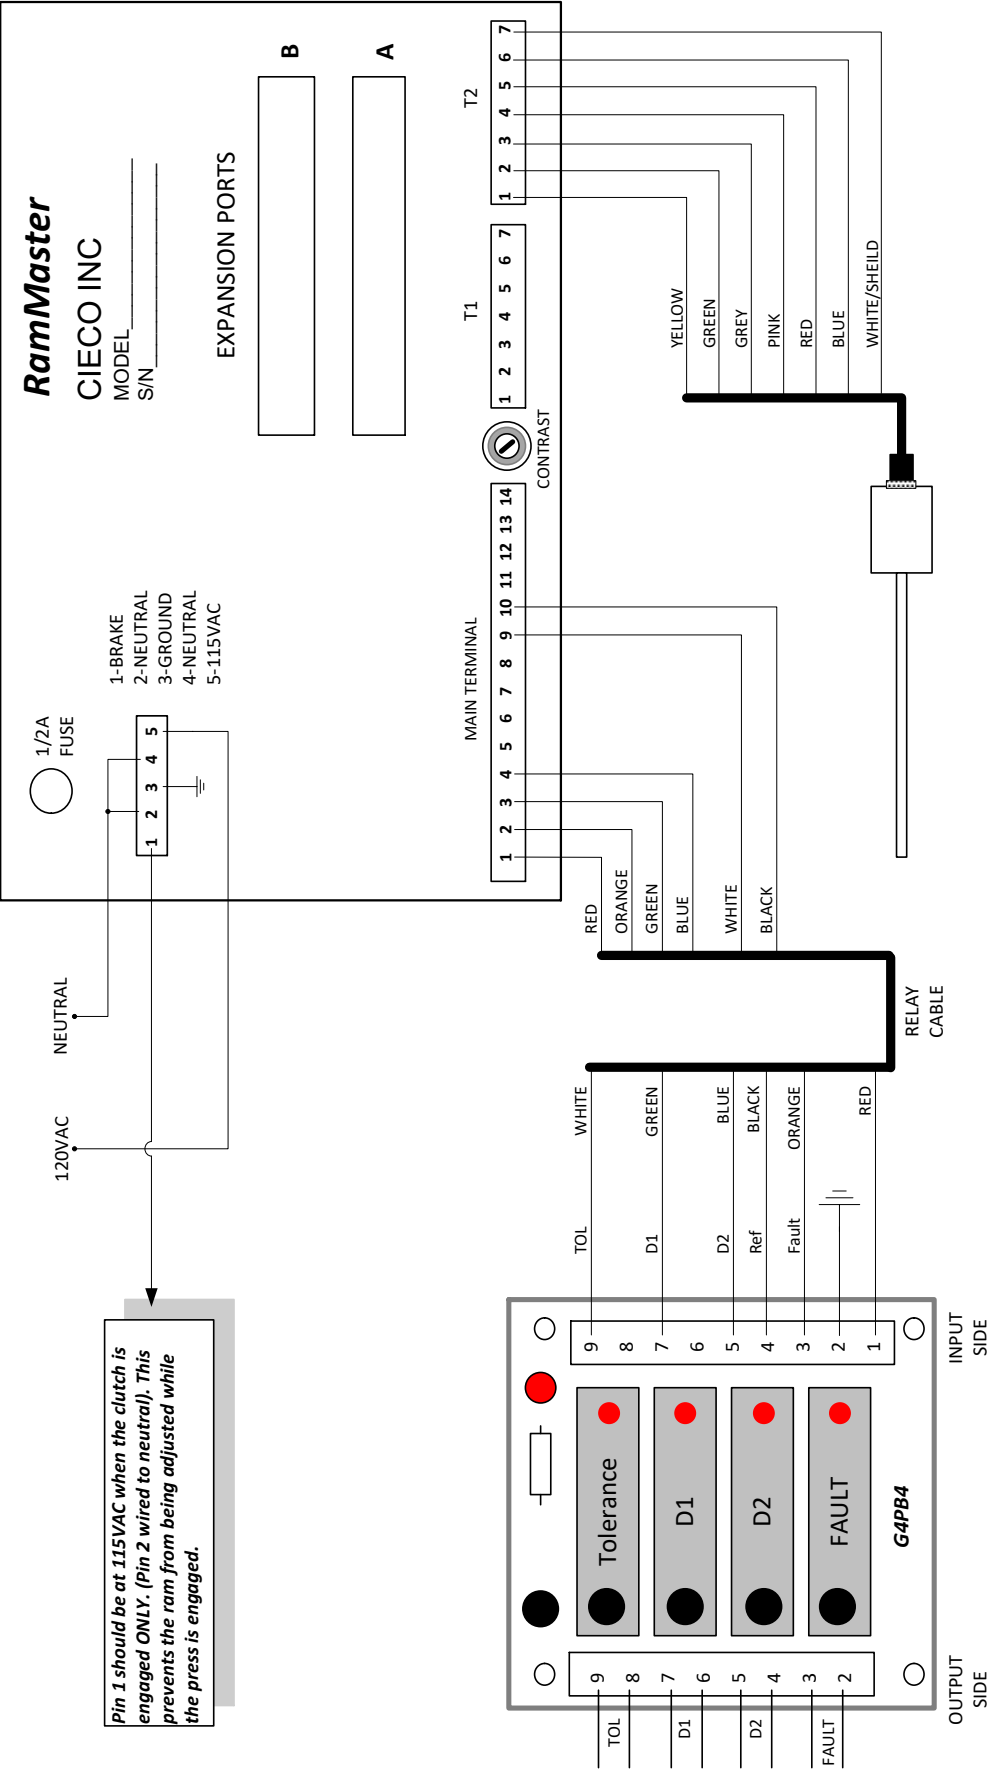 RamMaster
CIECO INC
MODEL
S/N
EXPANSION PORTS
B
A
1/2A
FUSE
1 2 3 4 5
1-BRAKE
2-NEUTRAL
3-GROUND
4-NEUTRAL
5-115VAC
MAIN TERMINAL
1 2 3 4 5 6 7 8 9 10 11 12 13 14
CONTRAST
T1
1 2 3 4 5 6 7
T2
1 2 3 4 5 6 7
NEUTRAL
120VAC
Pin 1 should be at 115VAC when the clutch is
engaged ONLY. (Pin 2 wired to neutral). This
prevents the ram from being adjusted while
the press is engaged.
RED
ORANGE
GREEN
BLUE
WHITE
BLACK
YELLOW
GREEN
GREY
PINK
RED
BLUE
WHITE/SHEILD
RELAY
CABLE
WHITE
GREEN
BLUE
BLACK
ORANGE
RED
TOL
D1
D2
Ref
Fault
9
8
7
6
5
4
3
2
1
INPUT
SIDE
Tolerance
D1
D2
FAULT
G4PB4
9
8
7
6
5
4
3
2
OUTPUT
SIDE
TOL
D1
D2
FAULT